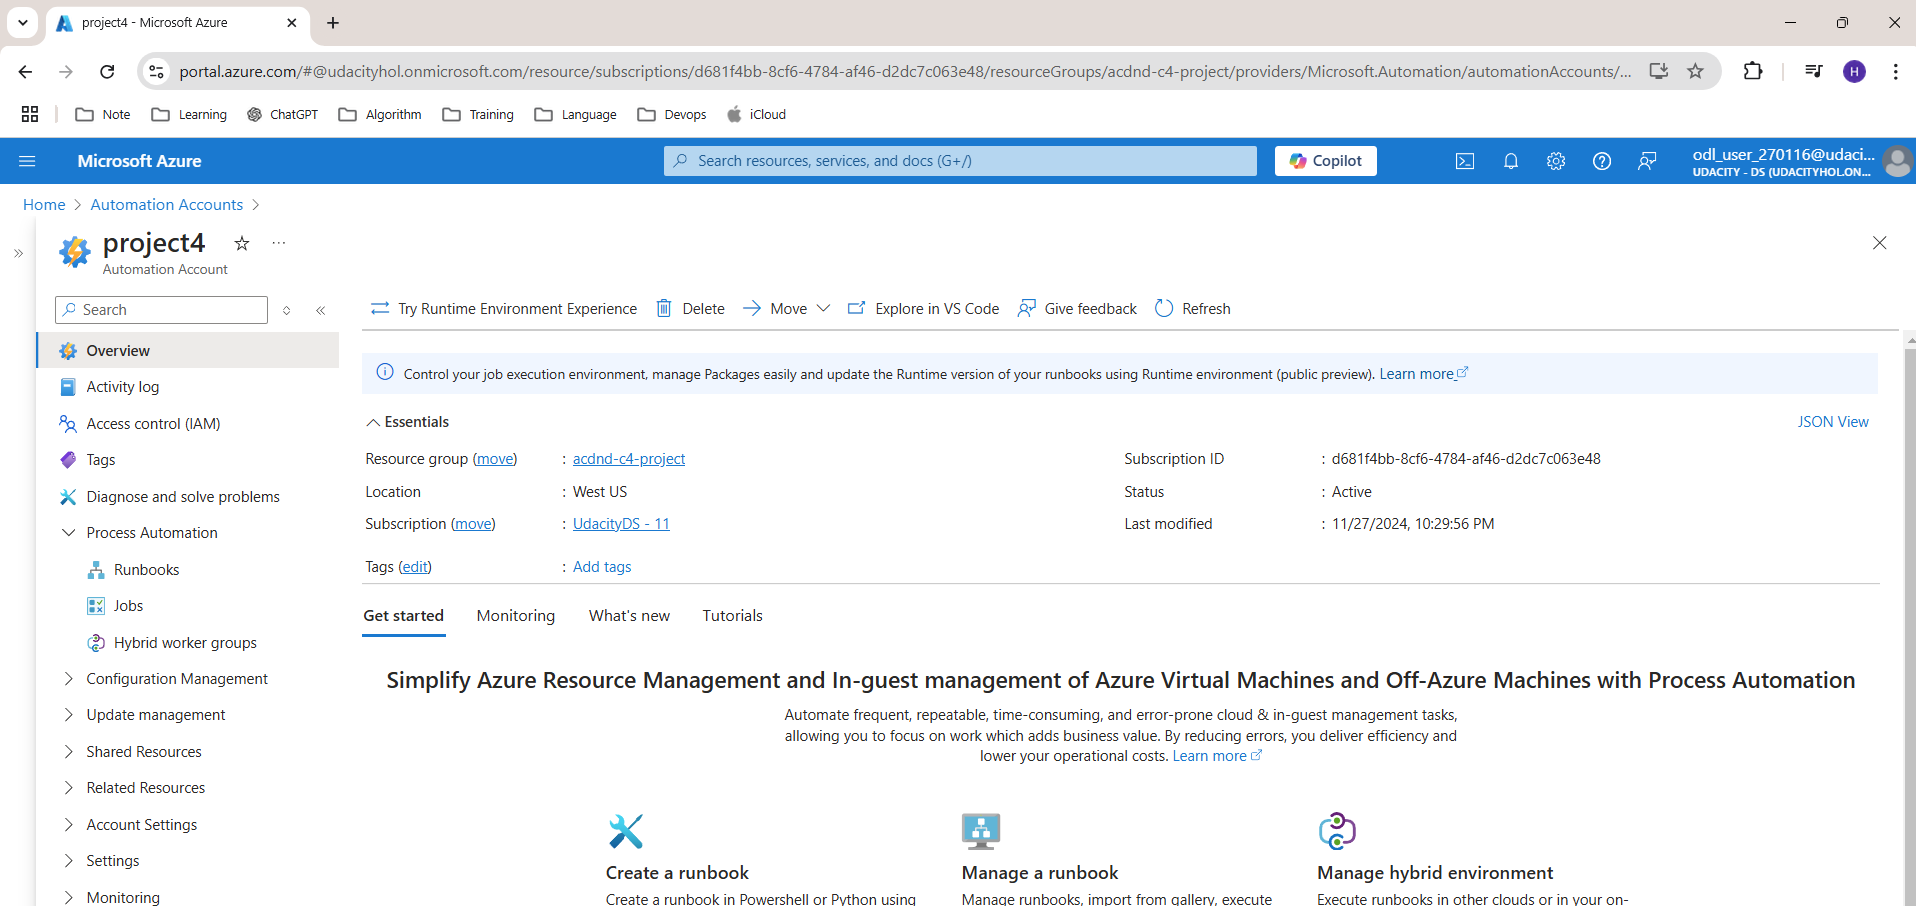 project4 - Microsoft Azure
portal.azure.com/#@udacityhol.onmicrosoft.com/resource/subscriptions/d681f4bb-8cf6-4784-af46-d2dc7c063e48/resourceGroups/acdnd-c4-project/providers/Microsoft.Automation/automationAccounts/...
H
Note Learning ChatGPT Algorithm Training Language Devops iCloud
Microsoft Azure
Search resources, services, and docs (G+/)
Copilot
odl_user_270116@udaci...
UDACITY - DS (UDACITYHOL.ON...
Home > Automation Accounts >
project4
Automation Account
Search
Overview
Activity log
Access control (IAM)
Tags
Diagnose and solve problems
Process Automation
Runbooks
Jobs
Hybrid worker groups
Configuration Management
Update management
Shared Resources
Related Resources
Account Settings
Settings
Monitoring
Try Runtime Environment Experience Delete Move Explore in VS Code Give feedback Refresh
Control your job execution environment, manage Packages easily and update the Runtime version of your runbooks using Runtime environment (public preview). Learn more
Essentials
JSON View
Resource group (move) : acdnd-c4-project
Location : West US
Subscription (move) : UdacityDS - 11
Subscription ID : d681f4bb-8cf6-4784-af46-d2dc7c063e48
Status : Active
Last modified : 11/27/2024, 10:29:56 PM
Tags (edit) : Add tags
Get started Monitoring What's new Tutorials
Simplify Azure Resource Management and In-guest management of Azure Virtual Machines and Off-Azure Machines with Process Automation
Automate frequent, repeatable, time-consuming, and error-prone cloud & in-guest management tasks,
allowing you to focus on work which adds business value. By reducing errors, you deliver efficiency and
lower your operational costs. Learn more
Create a runbook
Create a runbook in Powershell or Python using
Manage a runbook
Manage runbooks, import from gallery, execute
Manage hybrid environment
Execute runbooks in other clouds or in your on-